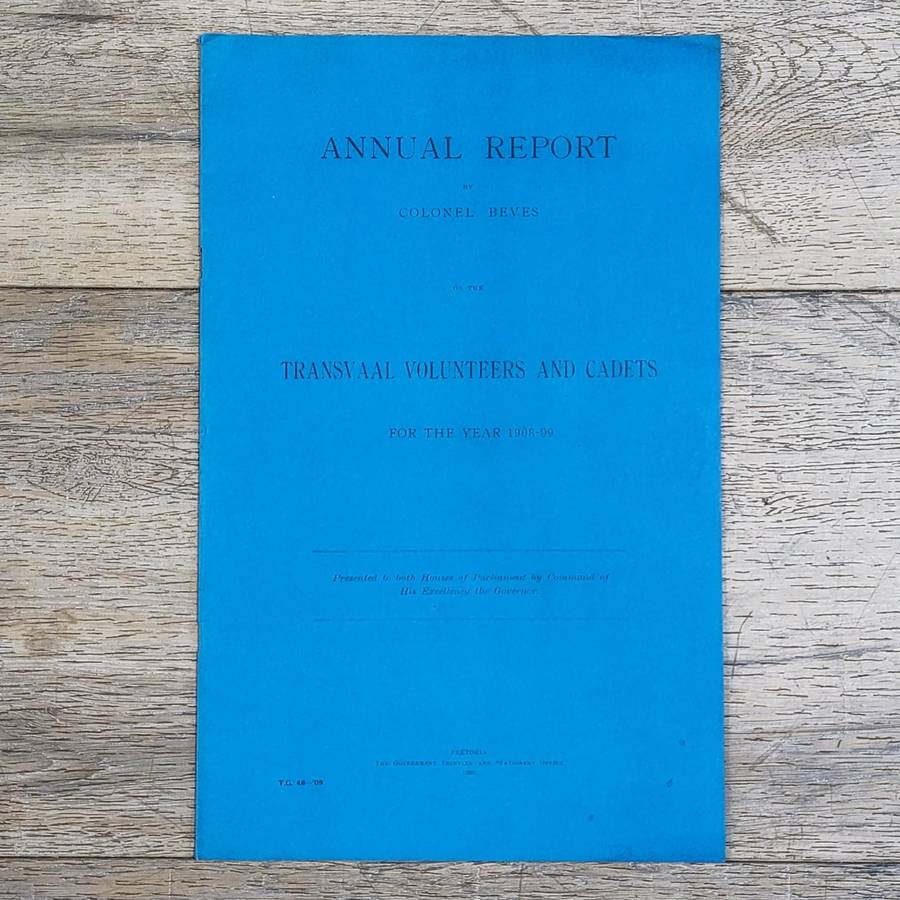 ANNUAL REPORT
BY
COLONEL BEVES
ON THE
TRANSVAAL VOLUNTEERS AND CADETS
FOR THE YEAR 1908-09
Presented to both Houses of Parliament by Command of
His Excellency the Governor.
PRETORIA
THE GOVERNMENT PRINTING AND STATIONERY OFFICE
1909.
T.G. 46—'09.